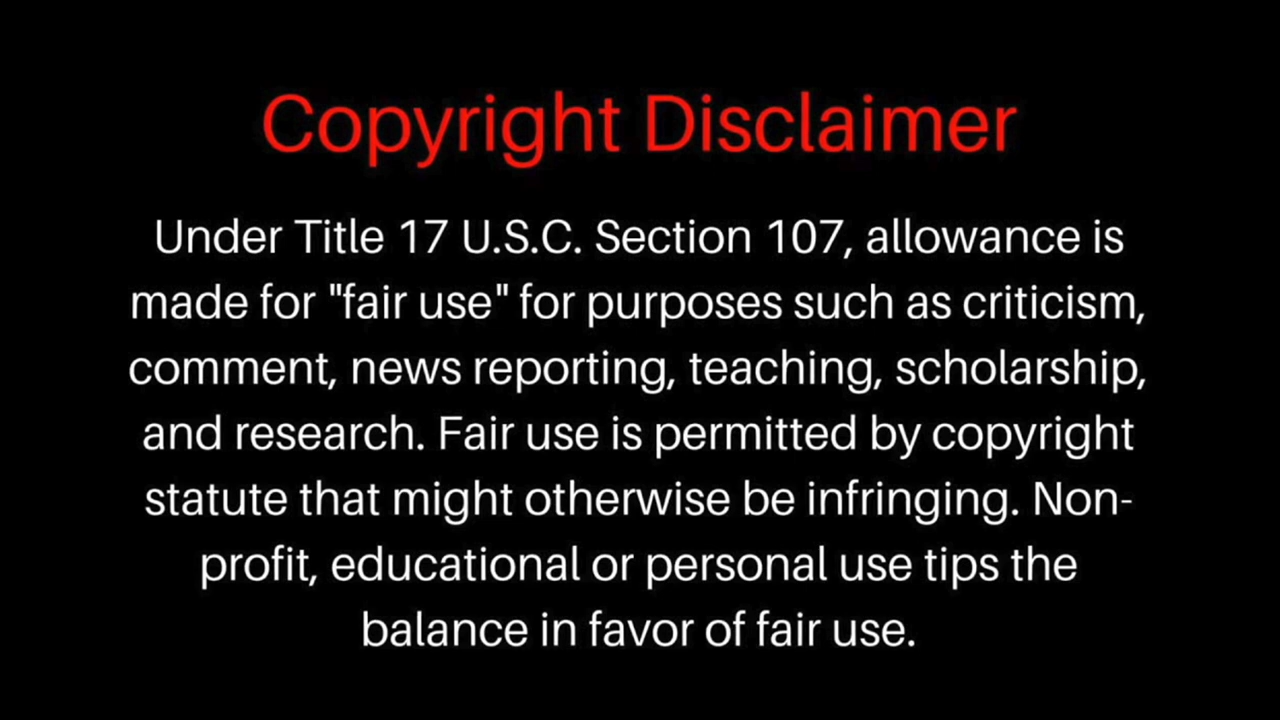 Copyright Disclaimer
Under Title 17 U.S.C. Section 107, allowance is
made for "fair use" for purposes such as criticism,
comment, news reporting, teaching, scholarship,
and research. Fair use is permitted by copyright
statute that might otherwise be infringing. Non-
profit, educational or personal use tips the
balance in favor of fair use.